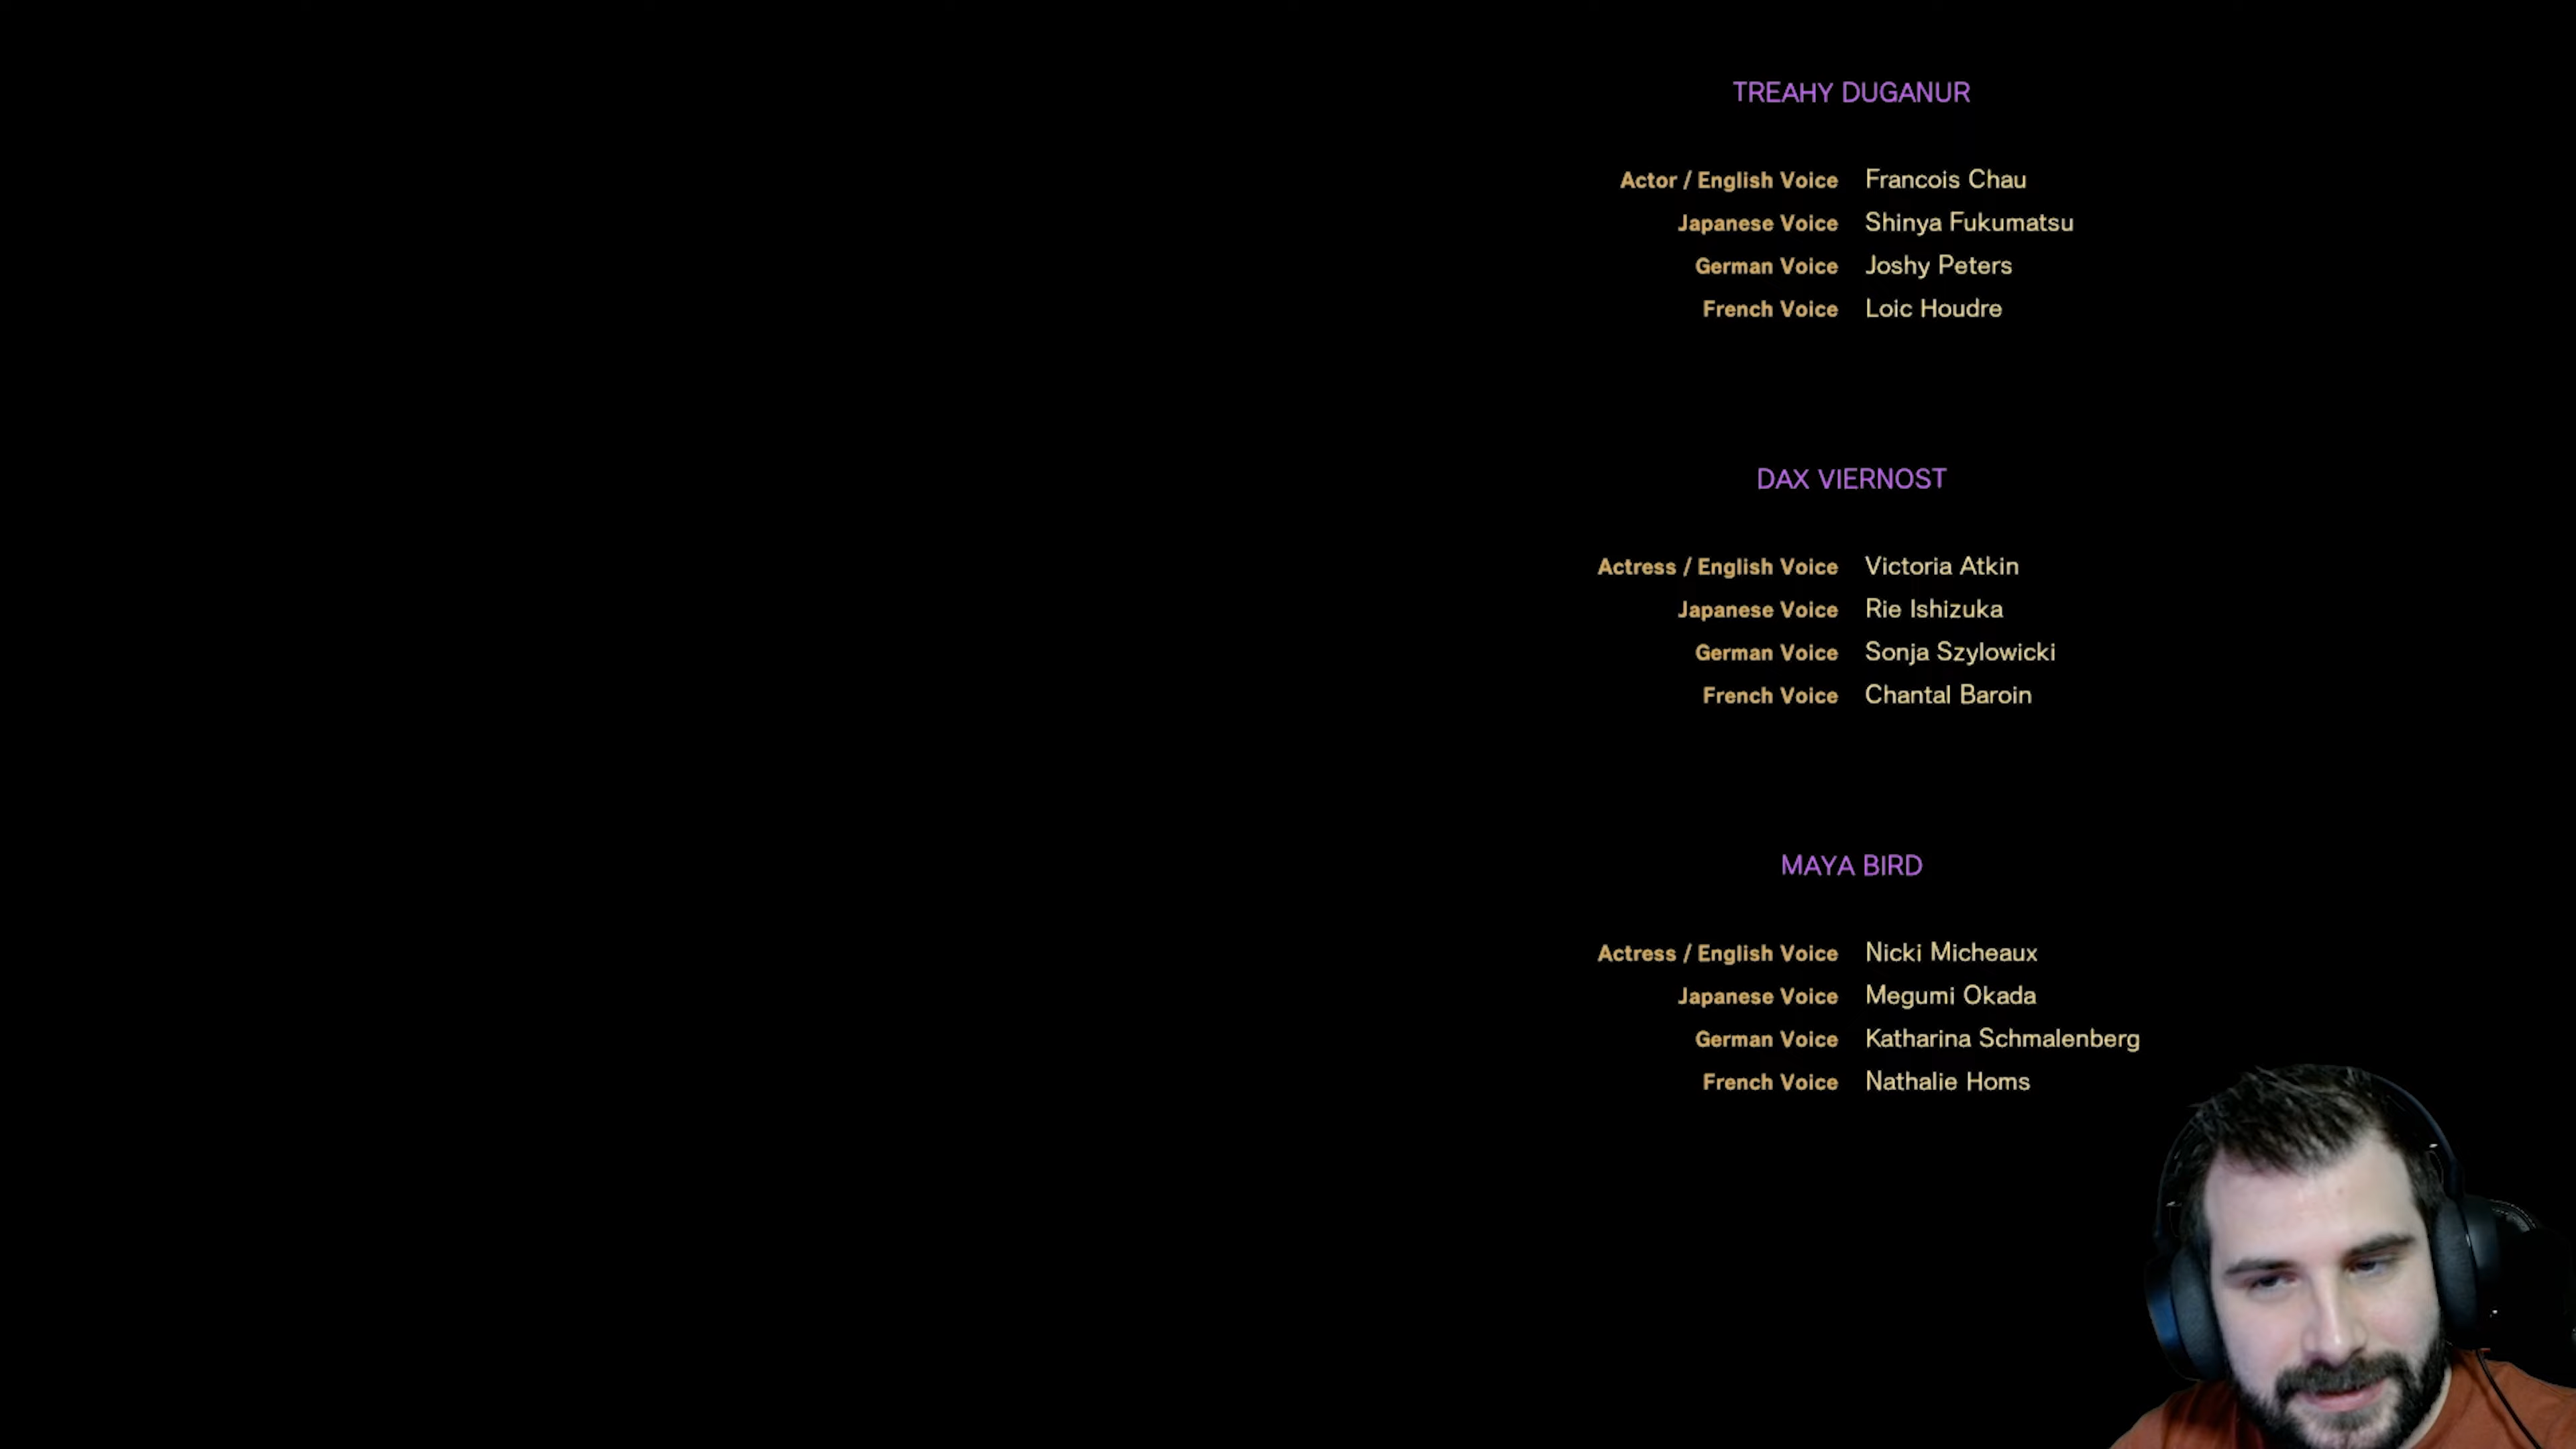 TREAHY DUGANUR
Actor / English Voice Francois Chau
Japanese Voice Shinya Fukumatsu
German Voice Joshy Peters
French Voice Loic Houdre
DAX VIERNOST
Actress / English Voice Victoria Atkin
Japanese Voice Rie Ishizuka
German Voice Sonja Szylowicki
French Voice Chantal Baroin
MAYA BIRD
Actress / English Voice Nicki Micheaux
Japanese Voice Megumi Okada
German Voice Katharina Schmalenberg
French Voice Nathalie Homs